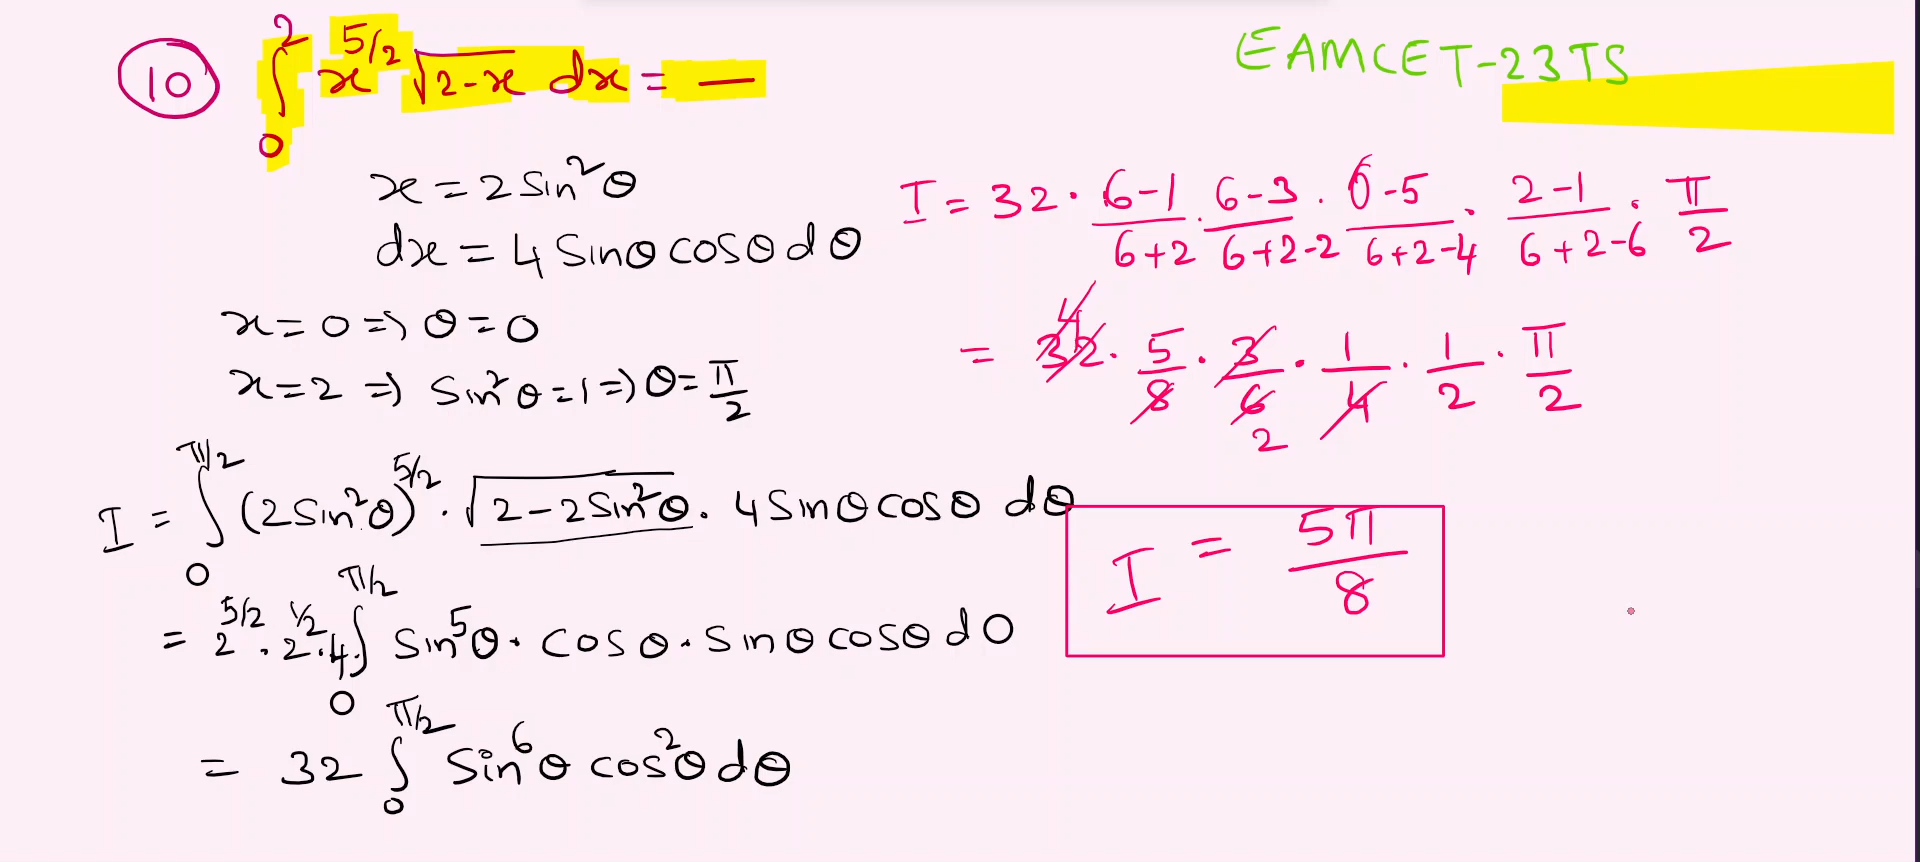 10 ∫₀² x^{5/2} √(2-x) dx = —
EAMCET-23TS
x = 2 Sin²θ
dx = 4 Sinθ cosθ dθ
x = 0 => θ = 0
x = 2 => Sin²θ = 1 => θ = π/2
I = ∫₀^{π/2} (2Sin²θ)^{5/2} · √(2-2Sin²θ) · 4 Sinθ cosθ dθ
= 2^{5/2} · 2^{1/2} · 4 · ∫₀^{π/2} Sin⁵θ · cosθ · Sinθ cosθ dθ
= 32 ∫₀^{π/2} Sin⁶θ cos²θ dθ
I = 32 · (6-1)/(6+2) · (6-3)/(6+2-2) · (6-5)/(6+2-4) · (2-1)/(6+2-6) · π/2
4
= 32 · 5/8 · 3/6 · 1/4 · 1/2 · π/2
2
I = 5π/8